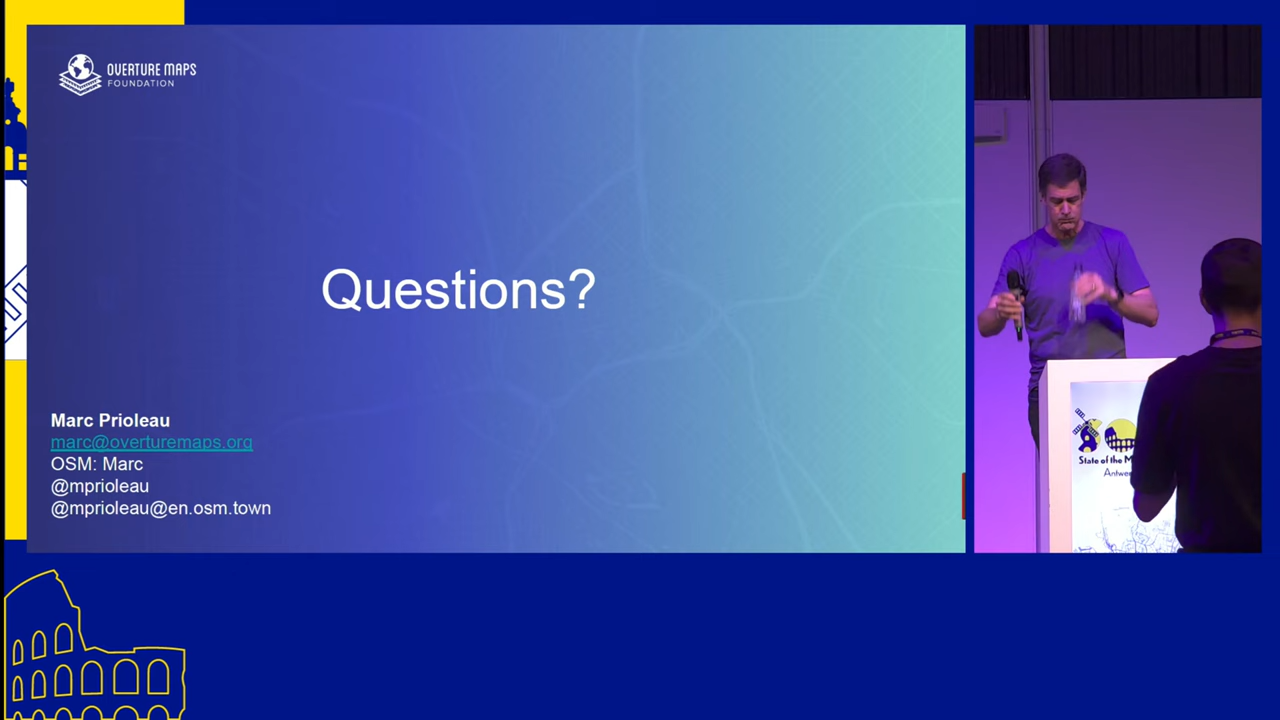 OVERTURE MAPS
FOUNDATION
Questions?
Marc Prioleau
marc@overturemaps.org
OSM: Marc
@mprioleau
@mprioleau@en.osm.town
State of the M
Antwe